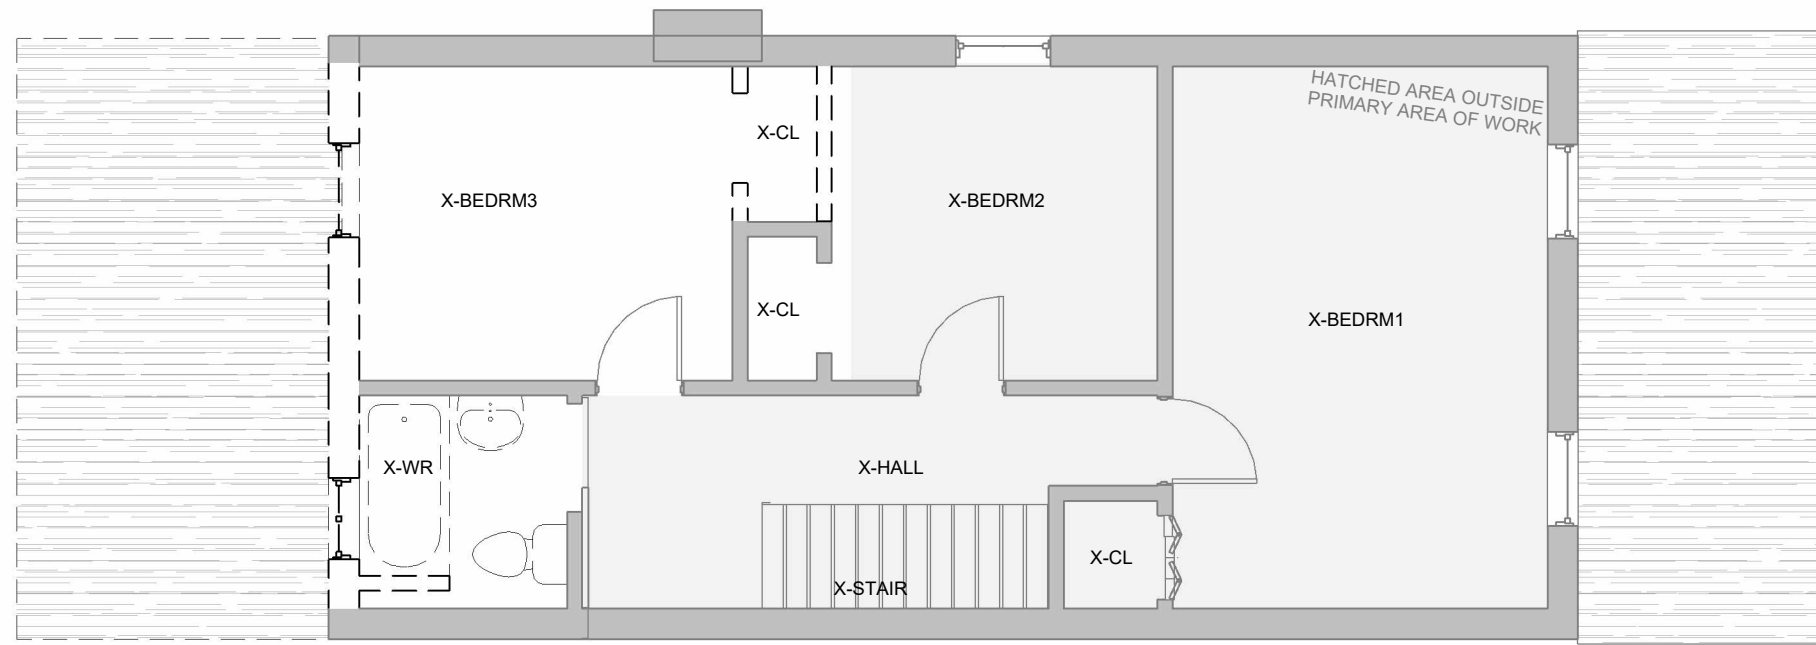 HATCHED AREA OUTSIDE
PRIMARY AREA OF WORK
X-CL
X-BEDRM3
X-BEDRM2
X-CL
X-BEDRM1
X-WR
X-HALL
X-CL
X-STAIR